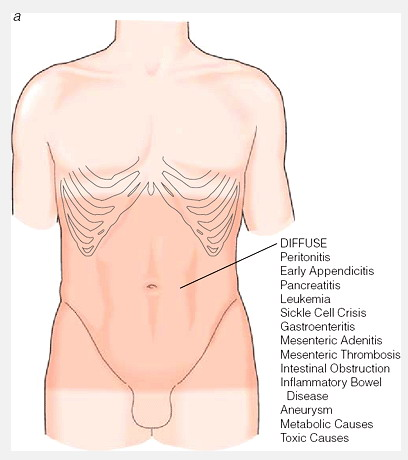 a
DIFFUSE
Peritonitis
Early Appendicitis
Pancreatitis
Leukemia
Sickle Cell Crisis
Gastroenteritis
Mesenteric Adenitis
Mesenteric Thrombosis
Intestinal Obstruction
Inflammatory Bowel
Disease
Aneurysm
Metabolic Causes
Toxic Causes